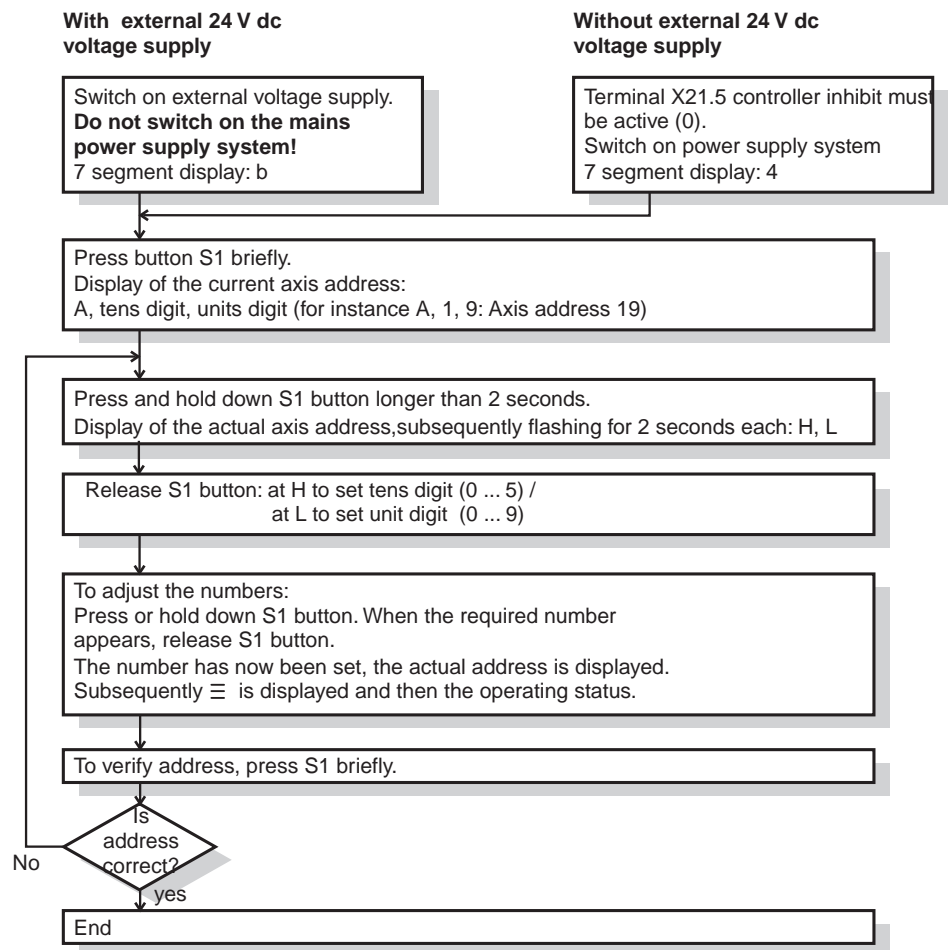 With external 24 V dc
voltage supply
Without external 24 V dc
voltage supply
Switch on external voltage supply.
Do not switch on the mains
power supply system!
7 segment display: b
Terminal X21.5 controller inhibit must
be active (0).
Switch on power supply system
7 segment display: 4
Press button S1 briefly.
Display of the current axis address:
A, tens digit, units digit (for instance A, 1, 9: Axis address 19)
Press and hold down S1 button longer than 2 seconds.
Display of the actual axis address,subsequently flashing for 2 seconds each: H, L
Release S1 button: at H to set tens digit (0 ... 5) /
at L to set unit digit (0 ... 9)
To adjust the numbers:
Press or hold down S1 button. When the required number
appears, release S1 button.
The number has now been set, the actual address is displayed.
Subsequently ☰ is displayed and then the operating status.
To verify address, press S1 briefly.
Is
address
correct?
No
yes
End